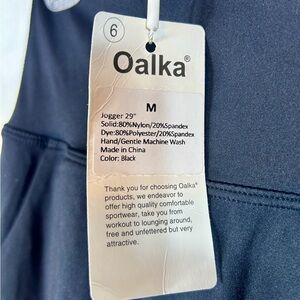 6
Oalka®
M
Jogger 29"
Solid:80%Nylon/20%Spandex
Dye:80%Polyester/20%Spandex
Hand/Gentle Machine Wash
Made in China
Color: Black
Thank you for choosing Oalka®
products, we endeavor to
offer high quality comfortable
sportwear, take you from
workout to lounging around,
free and unfettered but very
attractive.